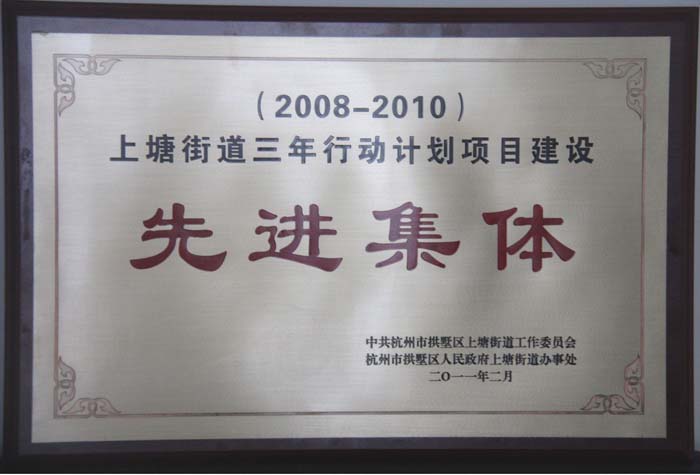 （2008-2010）
上塘街道三年行动计划项目建设
先进集体
中共杭州市拱墅区上塘街道工作委员会
杭州市拱墅区人民政府上塘街道办事处
二〇一一年二月